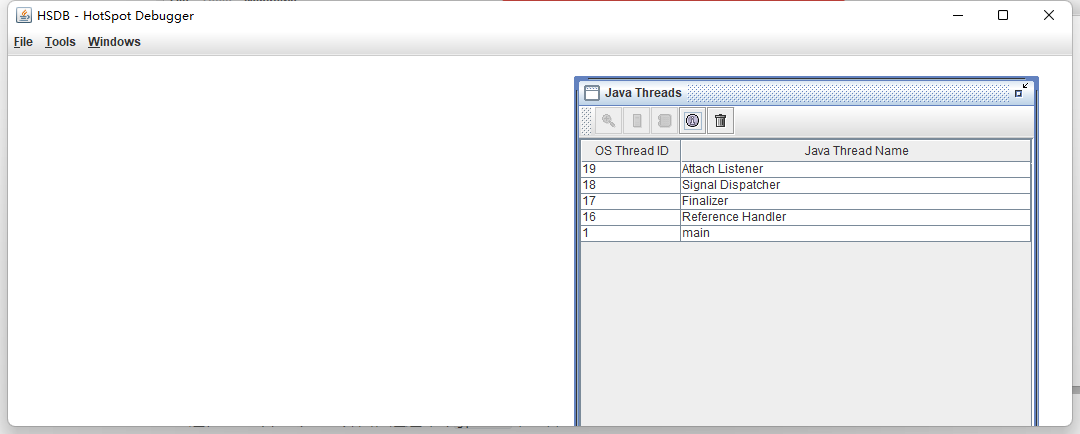 HSDB - HotSpot Debugger
File Tools Windows
Java Threads
OS Thread ID Java Thread Name
19 Attach Listener
18 Signal Dispatcher
17 Finalizer
16 Reference Handler
1 main